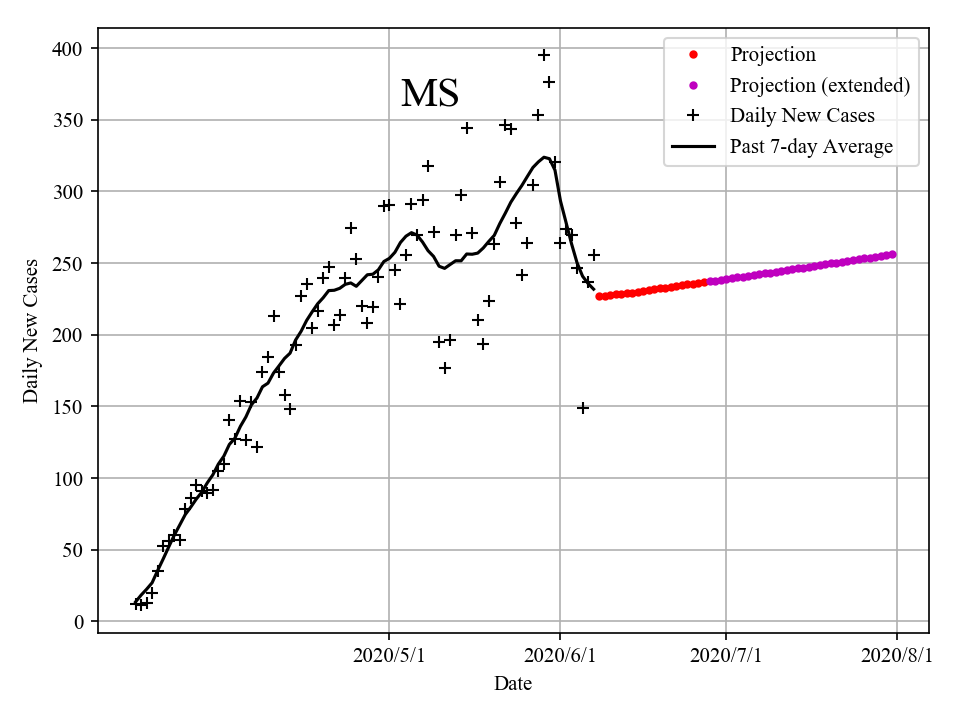 MS
Projection
Projection (extended)
Daily New Cases
Past 7-day Average
Daily New Cases
400
350
300
250
200
150
100
50
0
2020/5/1
2020/6/1
2020/7/1
2020/8/1
Date